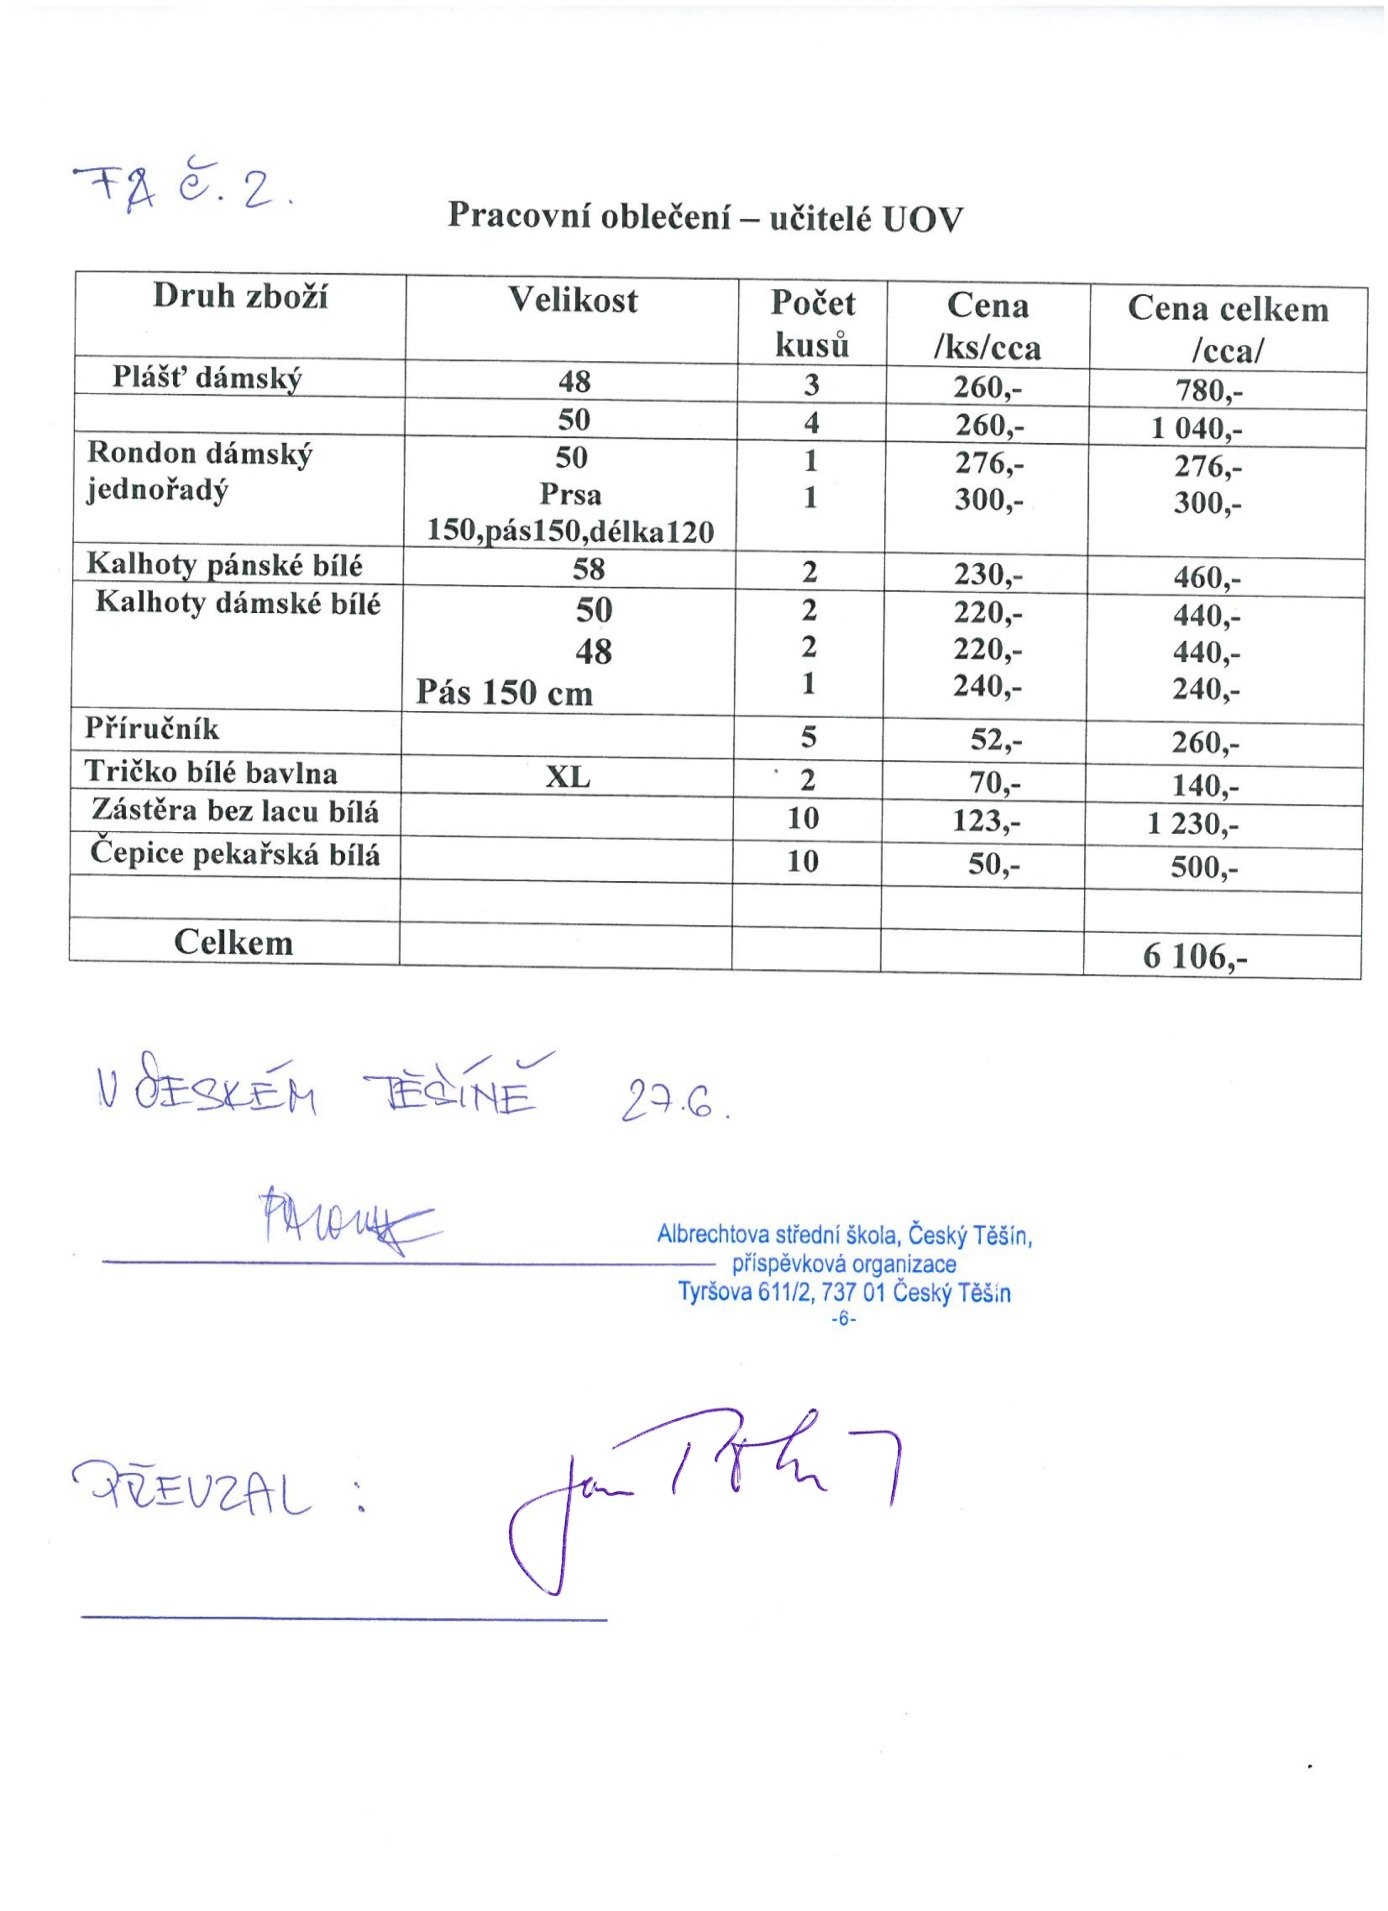 FA č. 2.
Pracovní oblečení – učitelé UOV
Druh zboží Velikost Počet kusů Cena /ks/cca Cena celkem /cca/
Plášť dámský 48 3 260,- 780,-
50 4 260,- 1 040,-
Rondon dámský 50 1 276,- 276,-
jednořadý Prsa 1 300,- 300,-
150,pás150,délka120
Kalhoty pánské bílé 58 2 230,- 460,-
Kalhoty dámské bílé 50 2 220,- 440,-
48 2 220,- 440,-
Pás 150 cm 1 240,- 240,-
Příručník 5 52,- 260,-
Tričko bílé bavlna XL 2 70,- 140,-
Zástěra bez lacu bílá 10 123,- 1 230,-
Čepice pekařská bílá 10 50,- 500,-
Celkem 6 106,-
V ČESKÉM TĚŠÍNĚ 27.6.
Albrechtova střední škola, Český Těšín,
příspěvková organizace
Tyršova 611/2, 737 01 Český Těšín
-6-
PŘEVZAL :
Jan